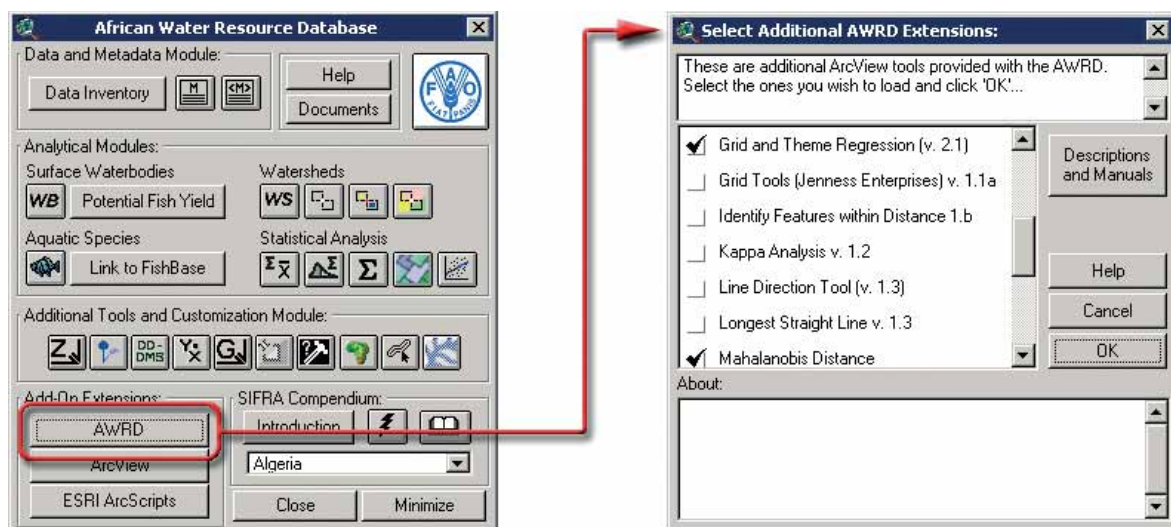 African Water Resource Database
Data and Metadata Module:
Data Inventory
M
<M>
Help
Documents
F A O
FIAT PANIS
Analytical Modules:
Surface Waterbodies
Watersheds
WB
Potential Fish Yield
WS
Aquatic Species
Statistical Analysis
Link to FishBase
Σx̄
Σ
Σ
Additional Tools and Customization Module:
Z
DD-DMS
Y:X
G
Add-On Extensions:
AWRD
ArcView
ESRI ArcScripts
SIFRA Compendium:
Introduction
Algeria
Close
Minimize
Select Additional AWRD Extensions:
These are additional ArcView tools provided with the AWRD.
Select the ones you wish to load and click 'OK'...
Grid and Theme Regression (v. 2.1)
Grid Tools (Jenness Enterprises) v. 1.1a
Identify Features within Distance 1.b
Kappa Analysis v. 1.2
Line Direction Tool (v. 1.3)
Longest Straight Line v. 1.3
Mahalanobis Distance
Descriptions
and Manuals
Help
Cancel
OK
About: